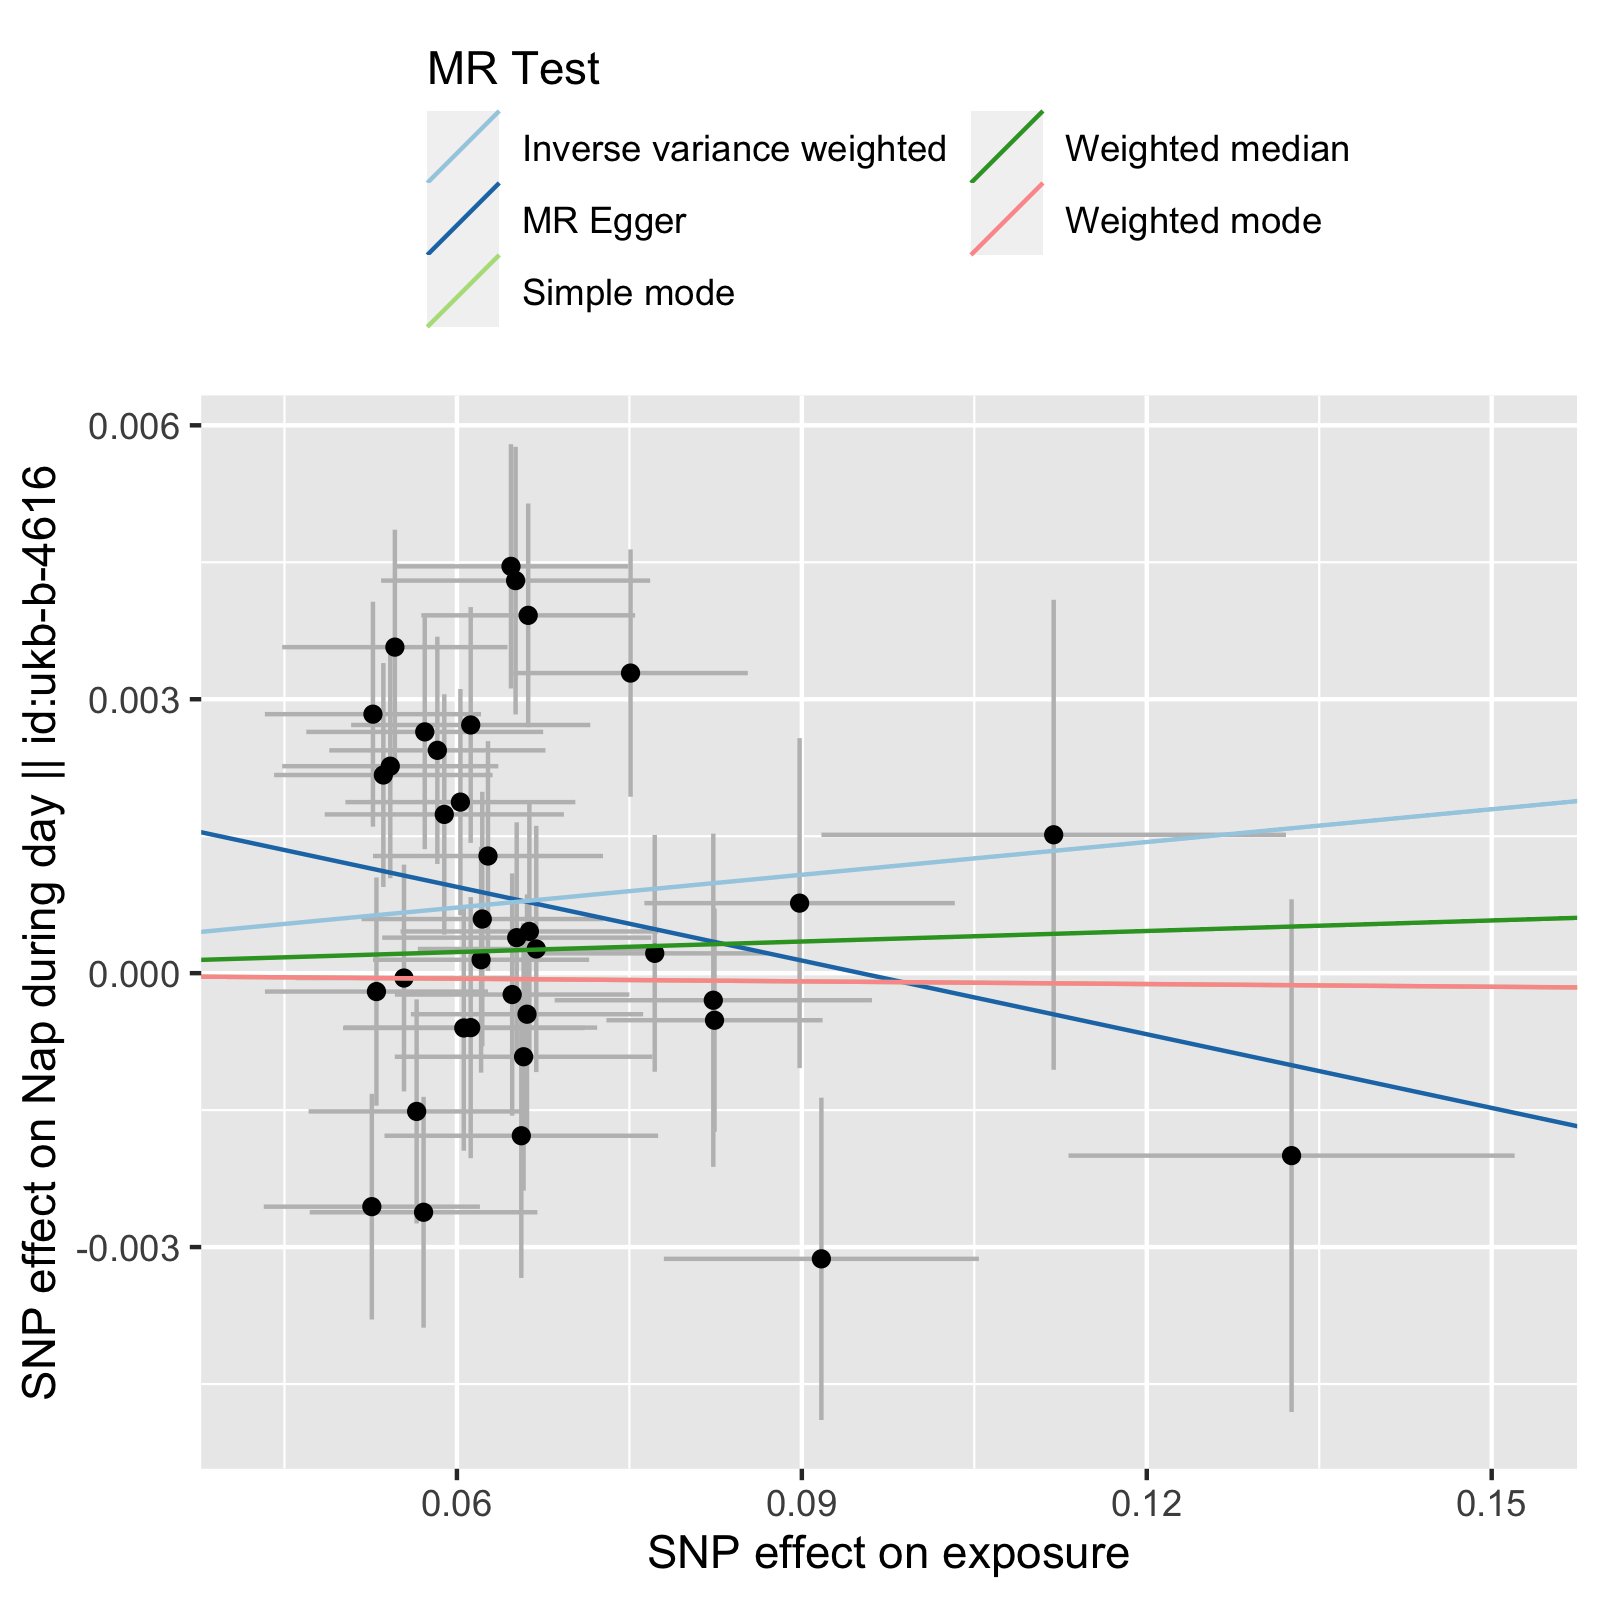 MR Test
Inverse variance weighted
Weighted median
MR Egger
Weighted mode
Simple mode
SNP effect on Nap during day || id:ukb-b-4616
0.006
0.003
0.000
-0.003
0.06
0.09
0.12
0.15
SNP effect on exposure